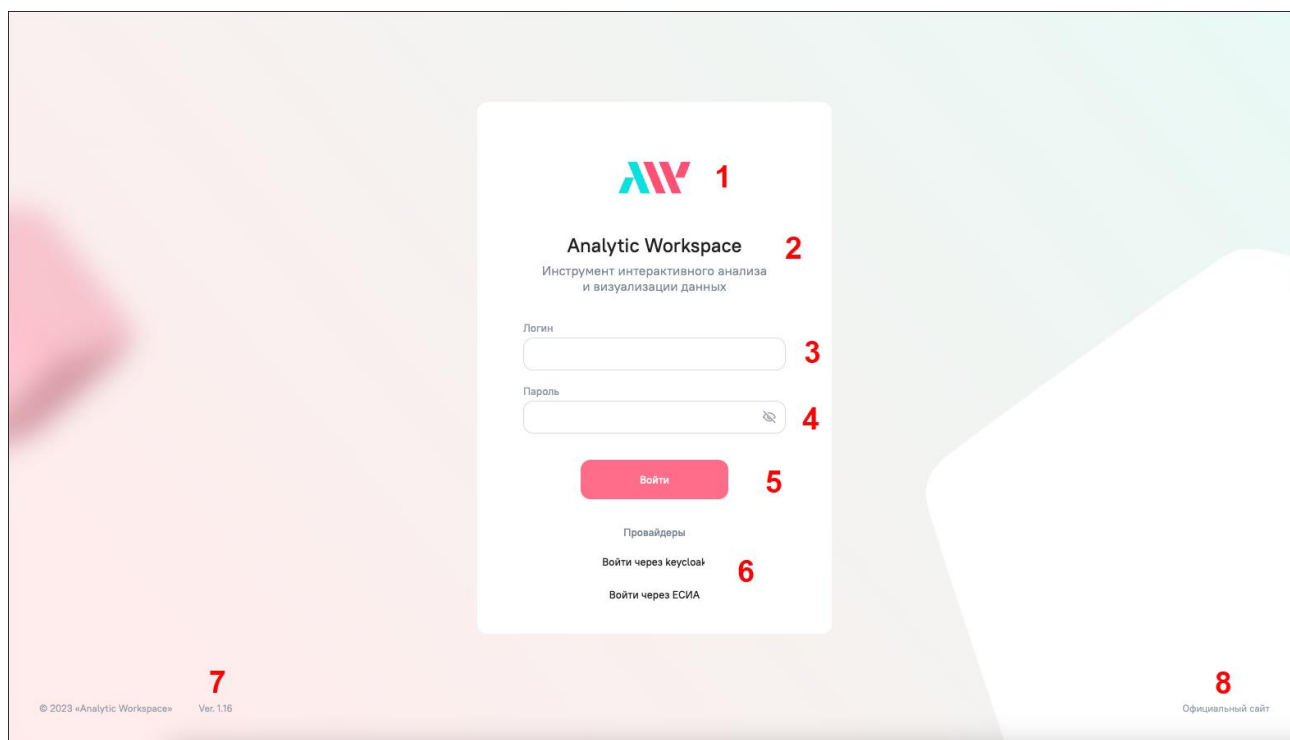 AW 1
Analytic Workspace 2
Инструмент интерактивного анализа
и визуализации данных
Логин
3
Пароль
4
Войти 5
Провайдеры
Войти через keycloak
6
Войти через ЕСИА
7
8
© 2023 «Analytic Workspace» Ver. 1.16
Официальный сайт